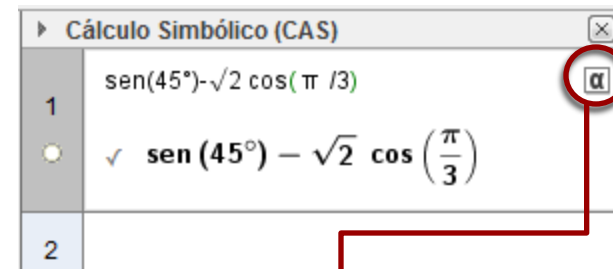 Cálculo Simbólico (CAS)
1
sen(45°)-√2 cos( π /3)
α
✓ sen (45°) − √2 cos (π/3)
2